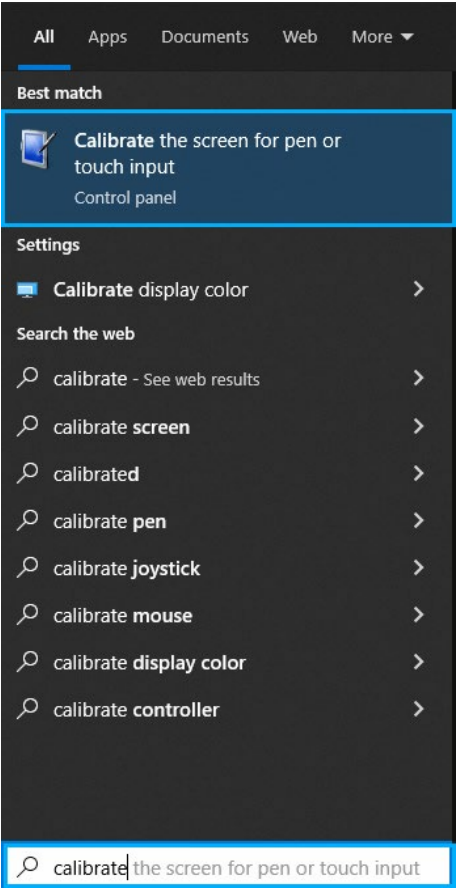 All Apps Documents Web More
Best match
Calibrate the screen for pen or
touch input
Control panel
Settings
Calibrate display color
Search the web
calibrate - See web results
calibrate screen
calibrated
calibrate pen
calibrate joystick
calibrate mouse
calibrate display color
calibrate controller
calibrate the screen for pen or touch input